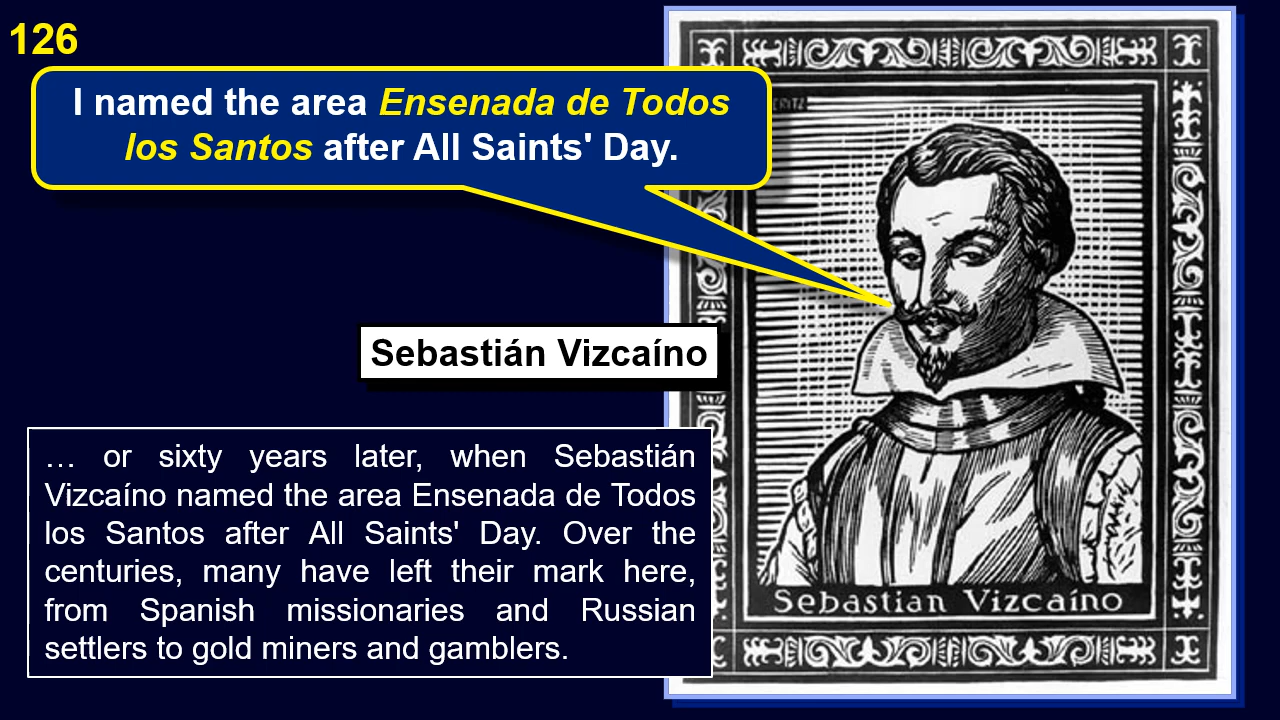 126
I named the area Ensenada de Todos
los Santos after All Saints' Day.
Sebastián Vizcaíno
… or sixty years later, when Sebastián
Vizcaíno named the area Ensenada de Todos
los Santos after All Saints' Day. Over the
centuries, many have left their mark here,
from Spanish missionaries and Russian
settlers to gold miners and gamblers.
Sebastian Vizcaíno